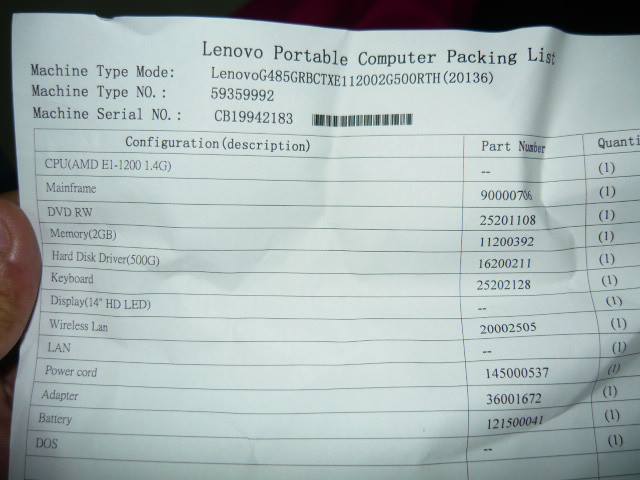 Lenovo Portable Computer Packing List
Machine Type Mode: LenovoG485GRBCTXE112002G500RTH(20136)
Machine Type NO.: 59359992
Machine Serial NO.: CB19942183
Configuration(description) Part Number Quanti
CPU(AMD E1-1200 1.4G) -- (1)
Mainframe 90000706 (1)
DVD RW 25201108 (1)
Memory(2GB) 11200392 (1)
Hard Disk Driver(500G) 16200211 (1)
Keyboard 25202128 (1)
Display(14" HD LED) -- (1)
Wireless Lan 20002505 (1)
LAN -- (1)
Power cord 145000537 (1)
Adapter 36001672 (1)
Battery 121500041 (1)
DOS -- (1)